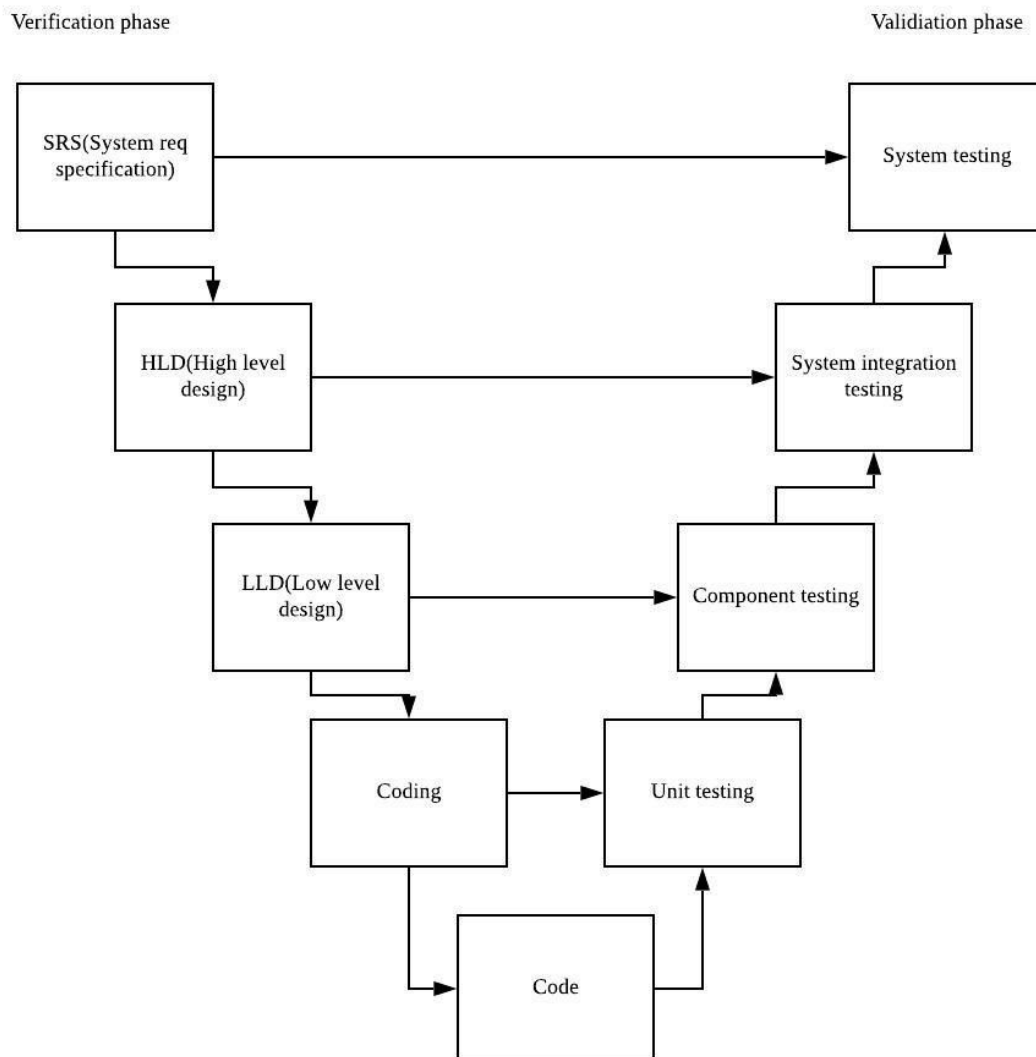 Verification phase
Validiation phase
SRS(System req
specification)
System testing
HLD(High level
design)
System integration
testing
LLD(Low level
design)
Component testing
Coding
Unit testing
Code